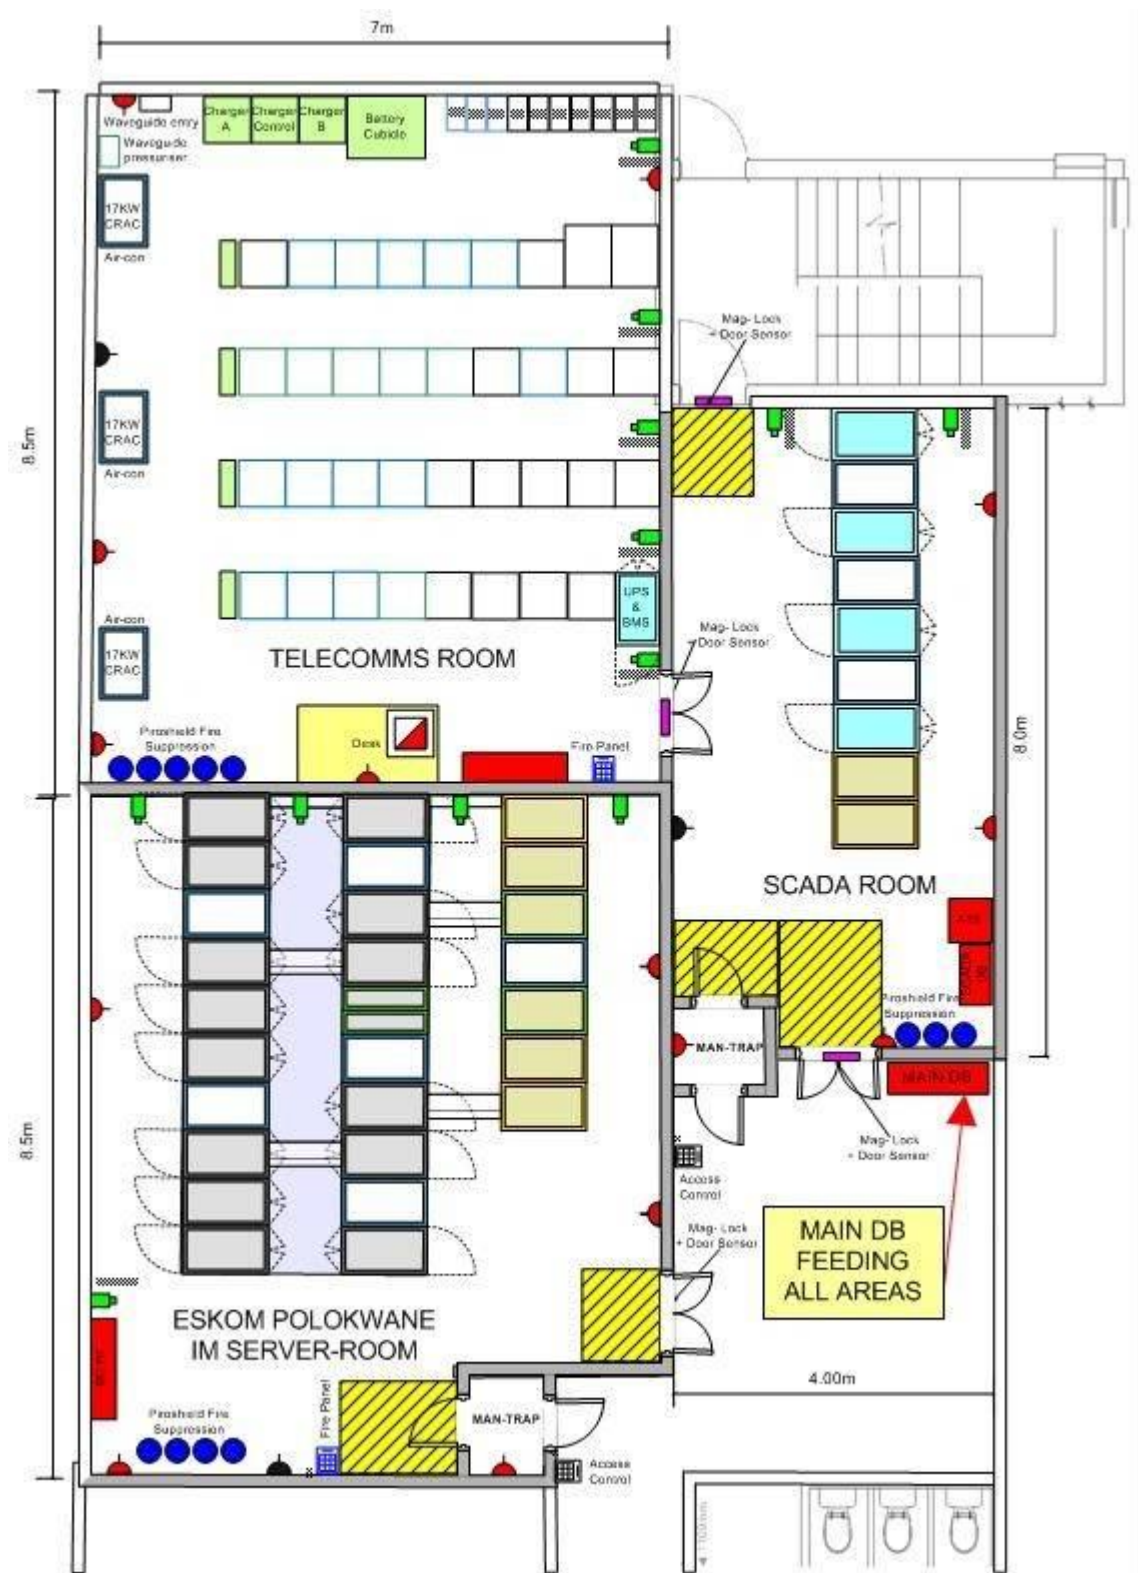 7m
Waveguide entry
Waveguide
pressuriser
Charger
A
Charger
Control
Charger
B
Battery
Cubicle
17KW
CRAC
Air-con
8.5m
Mag- Lock
+ Door Sensor
17KW
CRAC
Air-con
UPS
&
BMS
Mag- Lock
+ Door Sensor
Air-con
17KW
CRAC
TELECOMMS ROOM
Piroshield Fire
Suppression
Desk
Fire Panel
8.0m
SCADA ROOM
Piroshield Fire
Suppression
MAN-TRAP
MAIN DB
Mag- Lock
+ Door Sensor
8.5m
Access
Control
Mag- Lock
+ Door Sensor
MAIN DB
FEEDING
ALL AREAS
ESKOM POLOKWANE
IM SERVER-ROOM
4.00m
Piroshield Fire
Suppression
Fire Panel
MAN-TRAP
Access
Control
1100mm